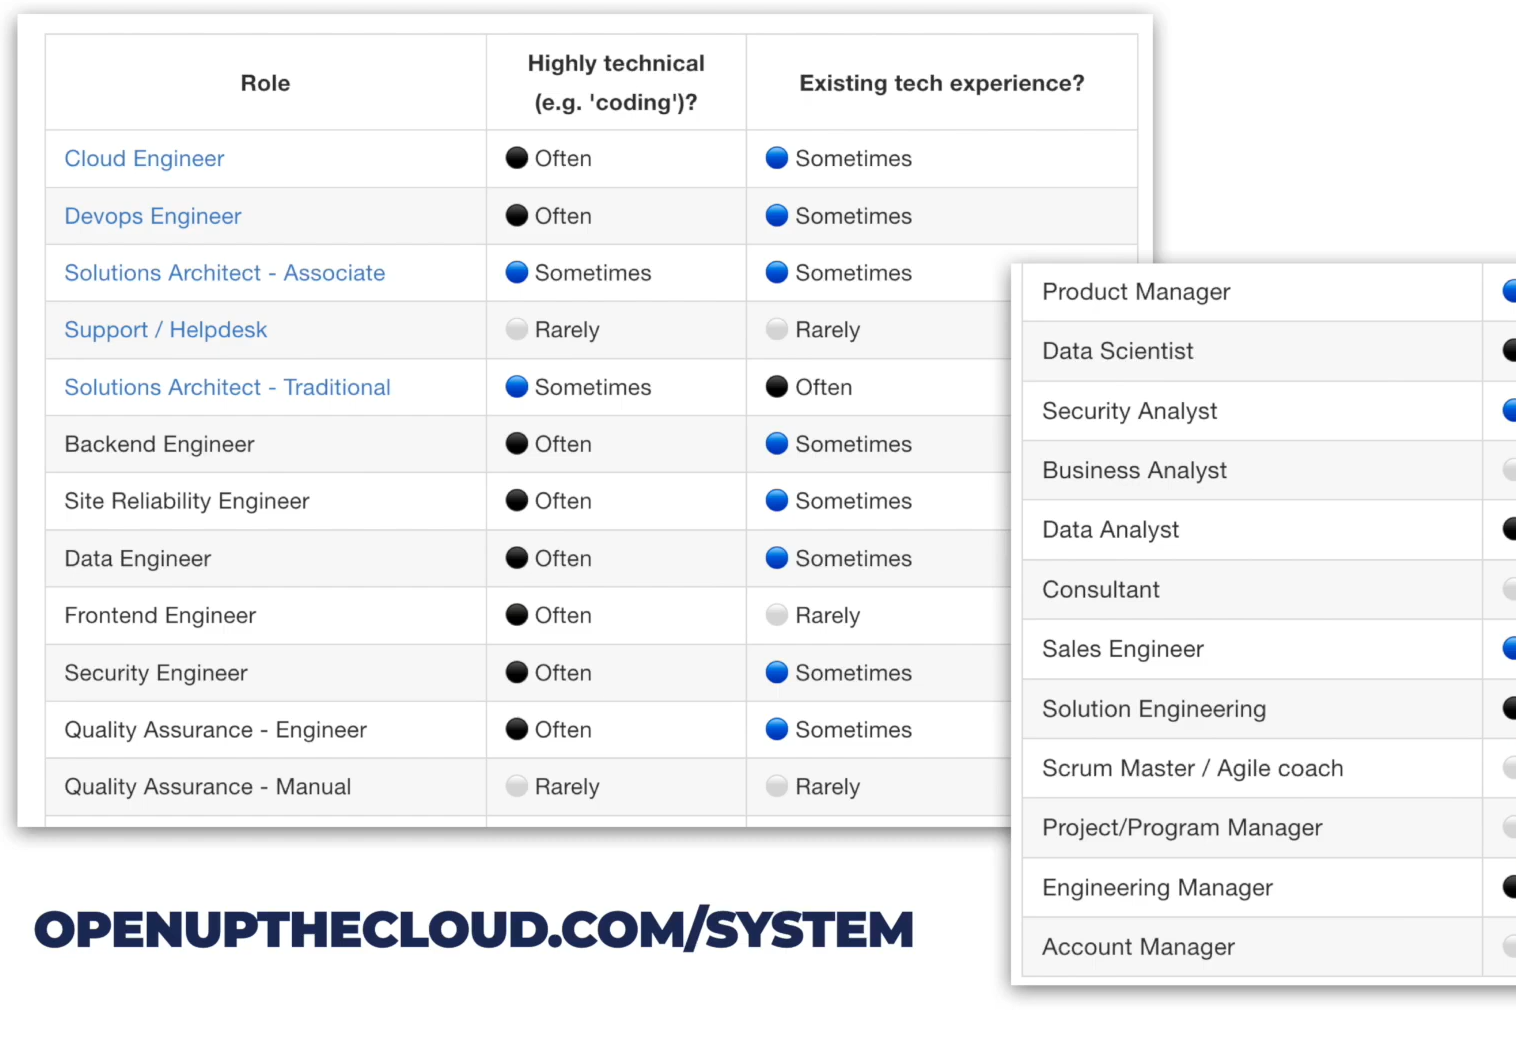 Role
Highly technical
(e.g. 'coding')?
Existing tech experience?
Cloud Engineer Often Sometimes
Devops Engineer Often Sometimes
Solutions Architect - Associate Sometimes Sometimes
Support / Helpdesk Rarely Rarely
Solutions Architect - Traditional Sometimes Often
Backend Engineer Often Sometimes
Site Reliability Engineer Often Sometimes
Data Engineer Often Sometimes
Frontend Engineer Often Rarely
Security Engineer Often Sometimes
Quality Assurance - Engineer Often Sometimes
Quality Assurance - Manual Rarely Rarely
Product Manager
Data Scientist
Security Analyst
Business Analyst
Data Analyst
Consultant
Sales Engineer
Solution Engineering
Scrum Master / Agile coach
Project/Program Manager
Engineering Manager
Account Manager
OPENUPTHECLOUD.COM/SYSTEM